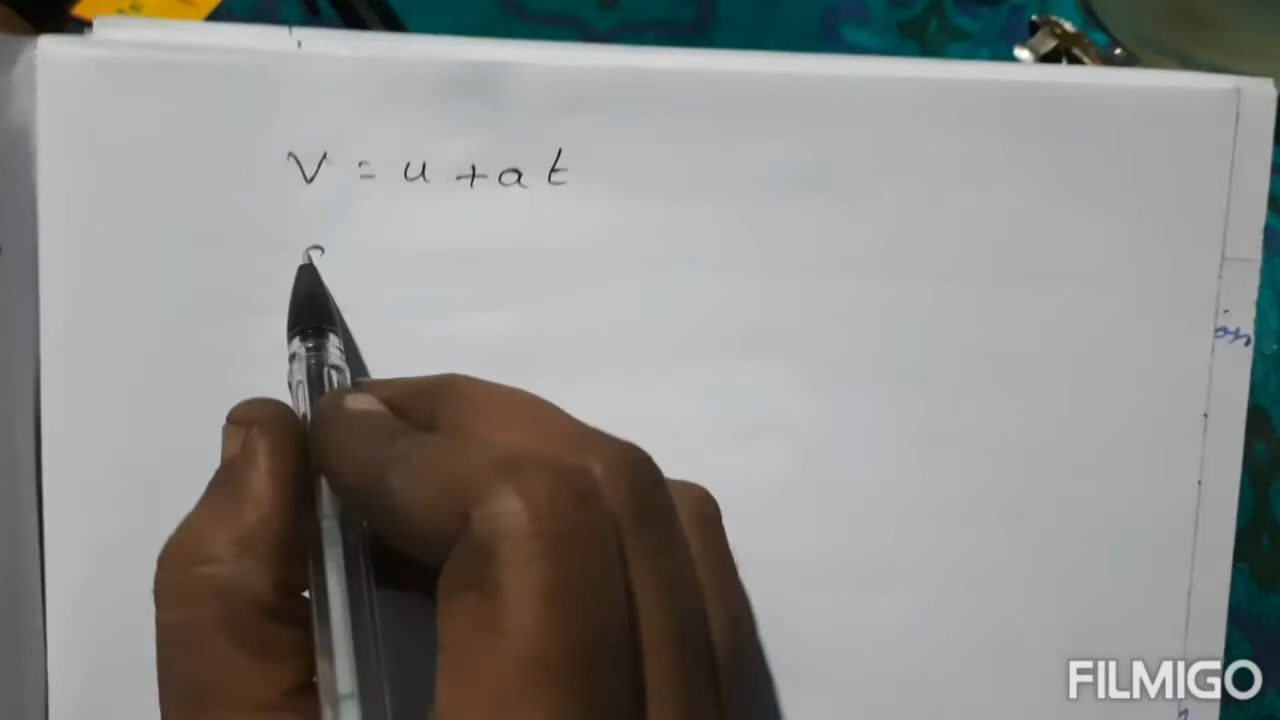 v = u + at
FILMIGO